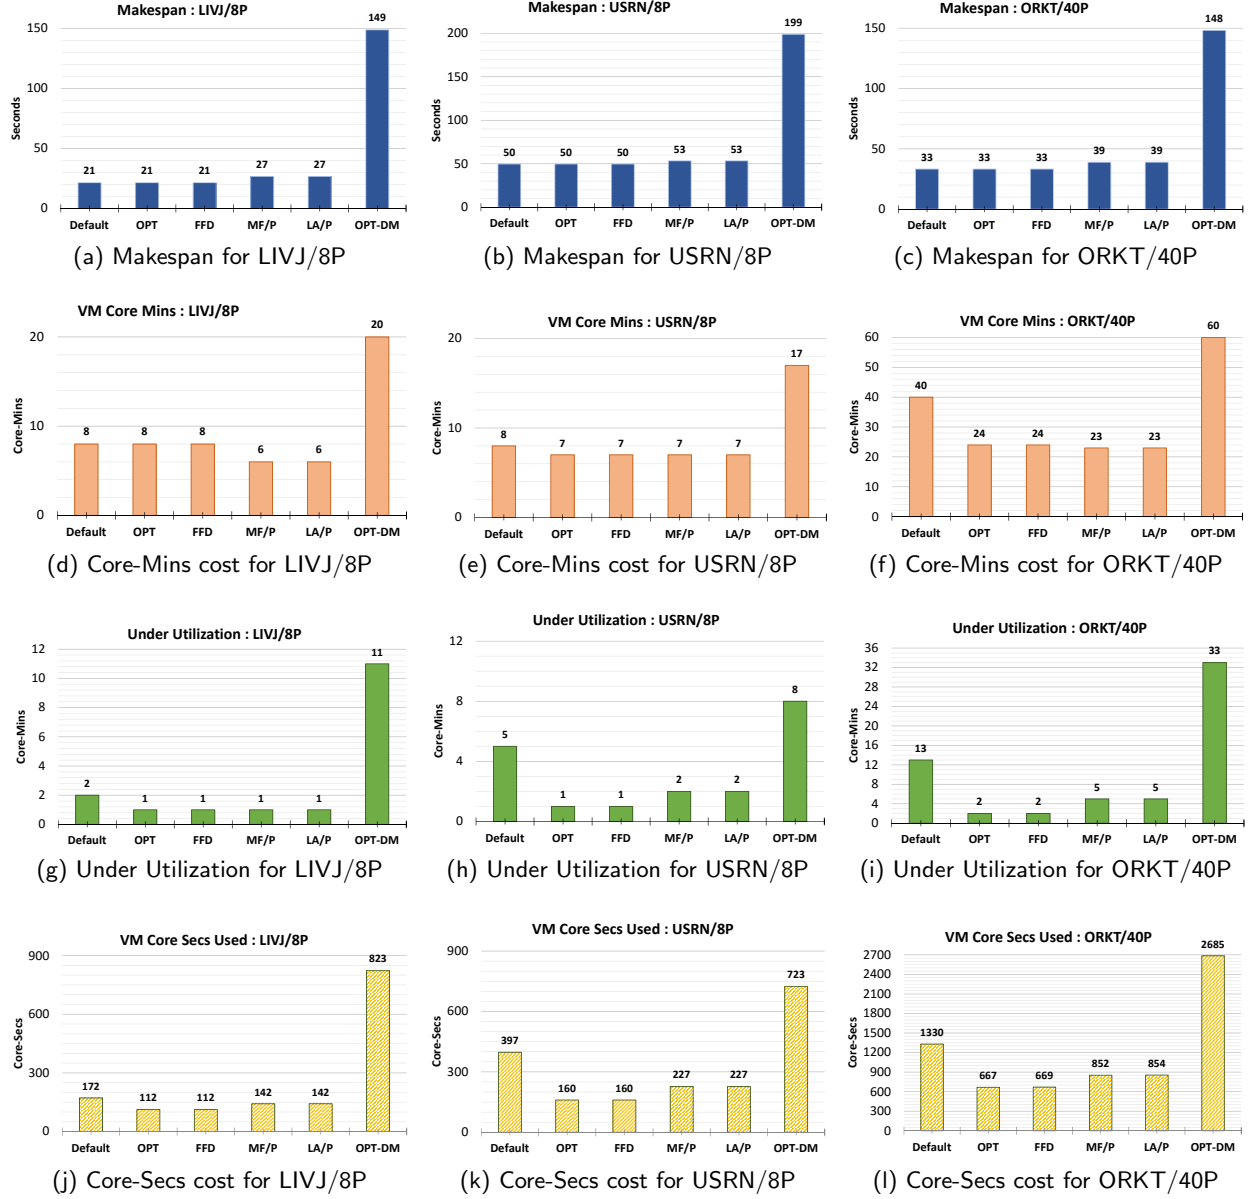 Makespan : LIVJ/8P
Seconds
150
100
50
0
21
21
21
27
27
149
Default OPT FFD MF/P LA/P OPT-DM
(a) Makespan for LIVJ/8P
Makespan : USRN/8P
200
150
100
50
0
50
50
50
53
53
199
Default OPT FFD MF/P LA/P OPT-DM
(b) Makespan for USRN/8P
Makespan : ORKT/40P
Seconds
150
100
50
0
33
33
33
39
39
148
Default OPT FFD MF/P LA/P OPT-DM
(c) Makespan for ORKT/40P
VM Core Mins : LIVJ/8P
Core-Mins
20
10
0
8
8
8
6
6
20
Default OPT FFD MF/P LA/P OPT-DM
(d) Core-Mins cost for LIVJ/8P
VM Core Mins : USRN/8P
Core-Mins
20
10
0
8
7
7
7
7
17
Default OPT FFD MF/P LA/P OPT-DM
(e) Core-Mins cost for USRN/8P
VM Core Mins : ORKT/40P
Core-Mins
60
50
40
30
20
10
0
40
24
24
23
23
60
Default OPT FFD MF/P LA/P OPT-DM
(f) Core-Mins cost for ORKT/40P
Under Utilization : LIVJ/8P
Core-Mins
12
10
8
6
4
2
0
2
1
1
1
1
11
Default OPT FFD MF/P LA/P OPT-DM
(g) Under Utilization for LIVJ/8P
Under Utilization : USRN/8P
Core-Mins
12
8
4
0
5
1
1
2
2
8
Default OPT FFD MF/P LA/P OPT-DM
(h) Under Utilization for USRN/8P
Under Utilization : ORKT/40P
Core-Mins
36
32
28
24
20
16
12
8
4
0
13
2
2
5
5
33
Default OPT FFD MF/P LA/P OPT-DM
(i) Under Utilization for ORKT/40P
VM Core Secs Used : LIVJ/8P
Core-Secs
900
600
300
0
172
112
112
142
142
823
Default OPT FFD MF/P LA/P OPT-DM
(j) Core-Secs cost for LIVJ/8P
VM Core Secs Used : USRN/8P
Core-Secs
900
600
300
0
397
160
160
227
227
723
Default OPT FFD MF/P LA/P OPT-DM
(k) Core-Secs cost for USRN/8P
VM Core Secs Used : ORKT/40P
Core-Secs
2700
2400
2100
1800
1500
1200
900
600
300
0
1330
667
669
852
854
2685
Default OPT FFD MF/P LA/P OPT-DM
(l) Core-Secs cost for ORKT/40P